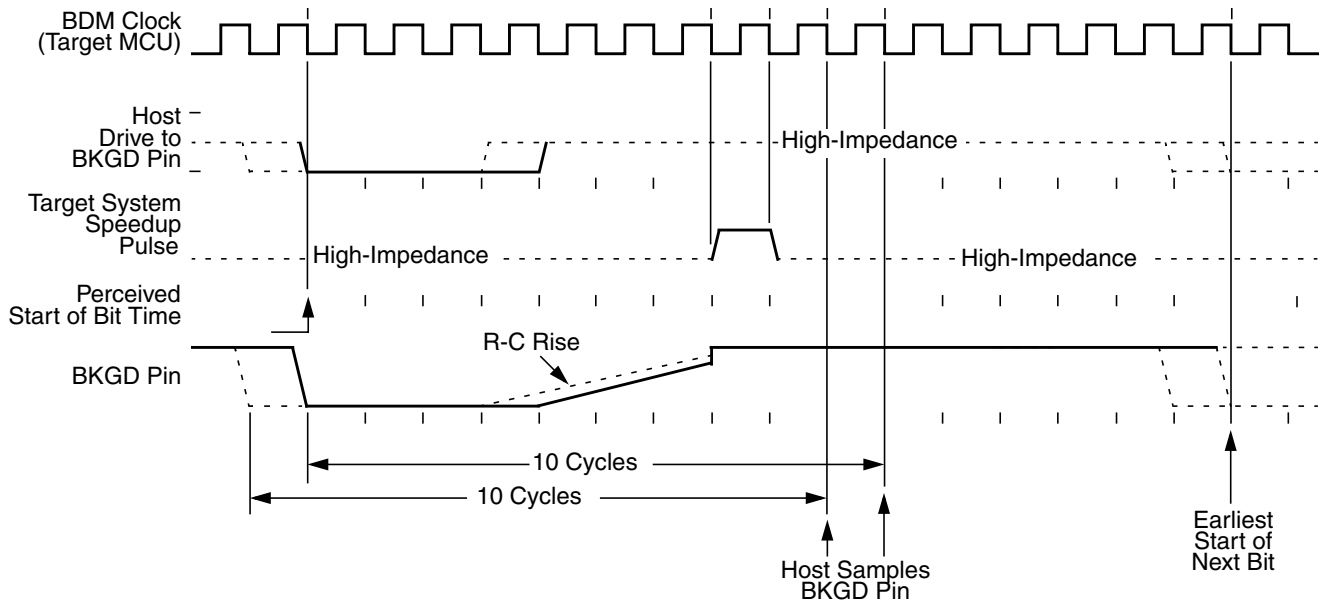 BDM Clock
(Target MCU)
Host
Drive to
BKGD Pin
High-Impedance
Target System
Speedup
Pulse
High-Impedance
High-Impedance
Perceived
Start of Bit Time
R-C Rise
BKGD Pin
10 Cycles
10 Cycles
Host Samples
BKGD Pin
Earliest
Start of
Next Bit